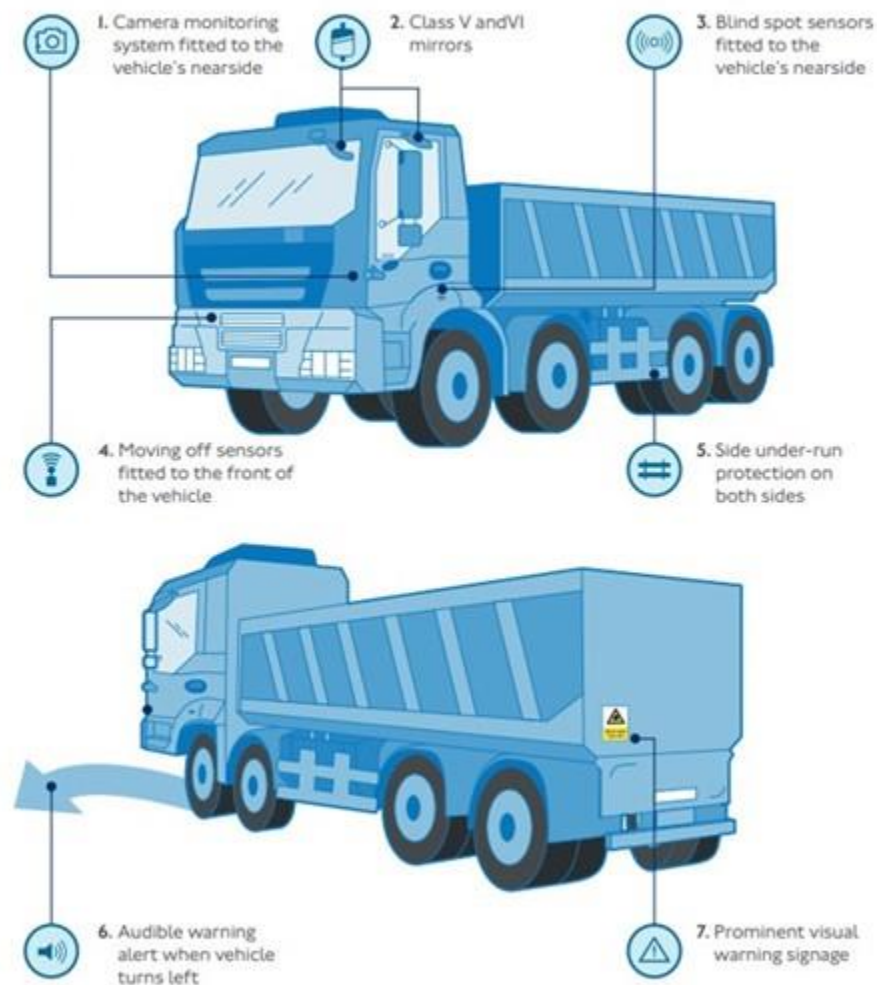 1. Camera monitoring
system fitted to the
vehicle's nearside
2. Class V andVI
mirrors
3. Blind spot sensors
fitted to the
vehicle's nearside
4. Moving off sensors
fitted to the front of
the vehicle
5. Side under-run
protection on
both sides
6. Audible warning
alert when vehicle
turns left
7. Prominent visual
warning signage